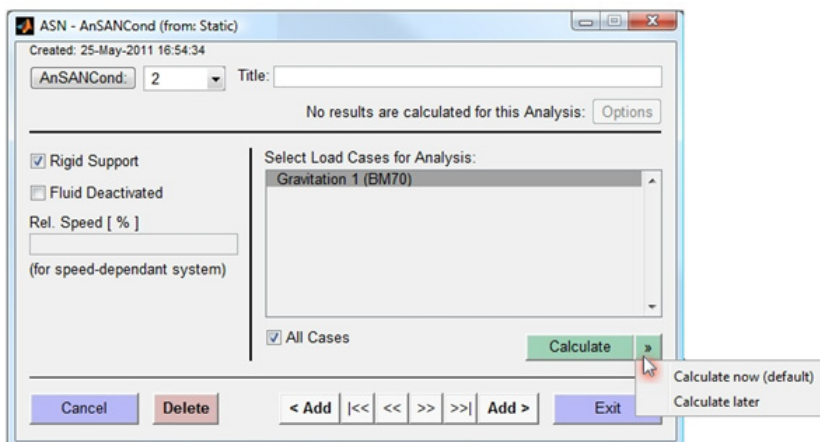 ASN - AnSANCond (from: Static)
Created: 25-May-2011 16:54:34
AnSANCond: 2 Title:
No results are calculated for this Analysis: Options
Rigid Support
Fluid Deactivated
Rel. Speed [ % ]
(for speed-dependant system)
Select Load Cases for Analysis:
Gravitation 1 (BM70)
All Cases
Calculate »
Calculate now (default)
Calculate later
Cancel Delete < Add |<< << >> >>| Add > Exit